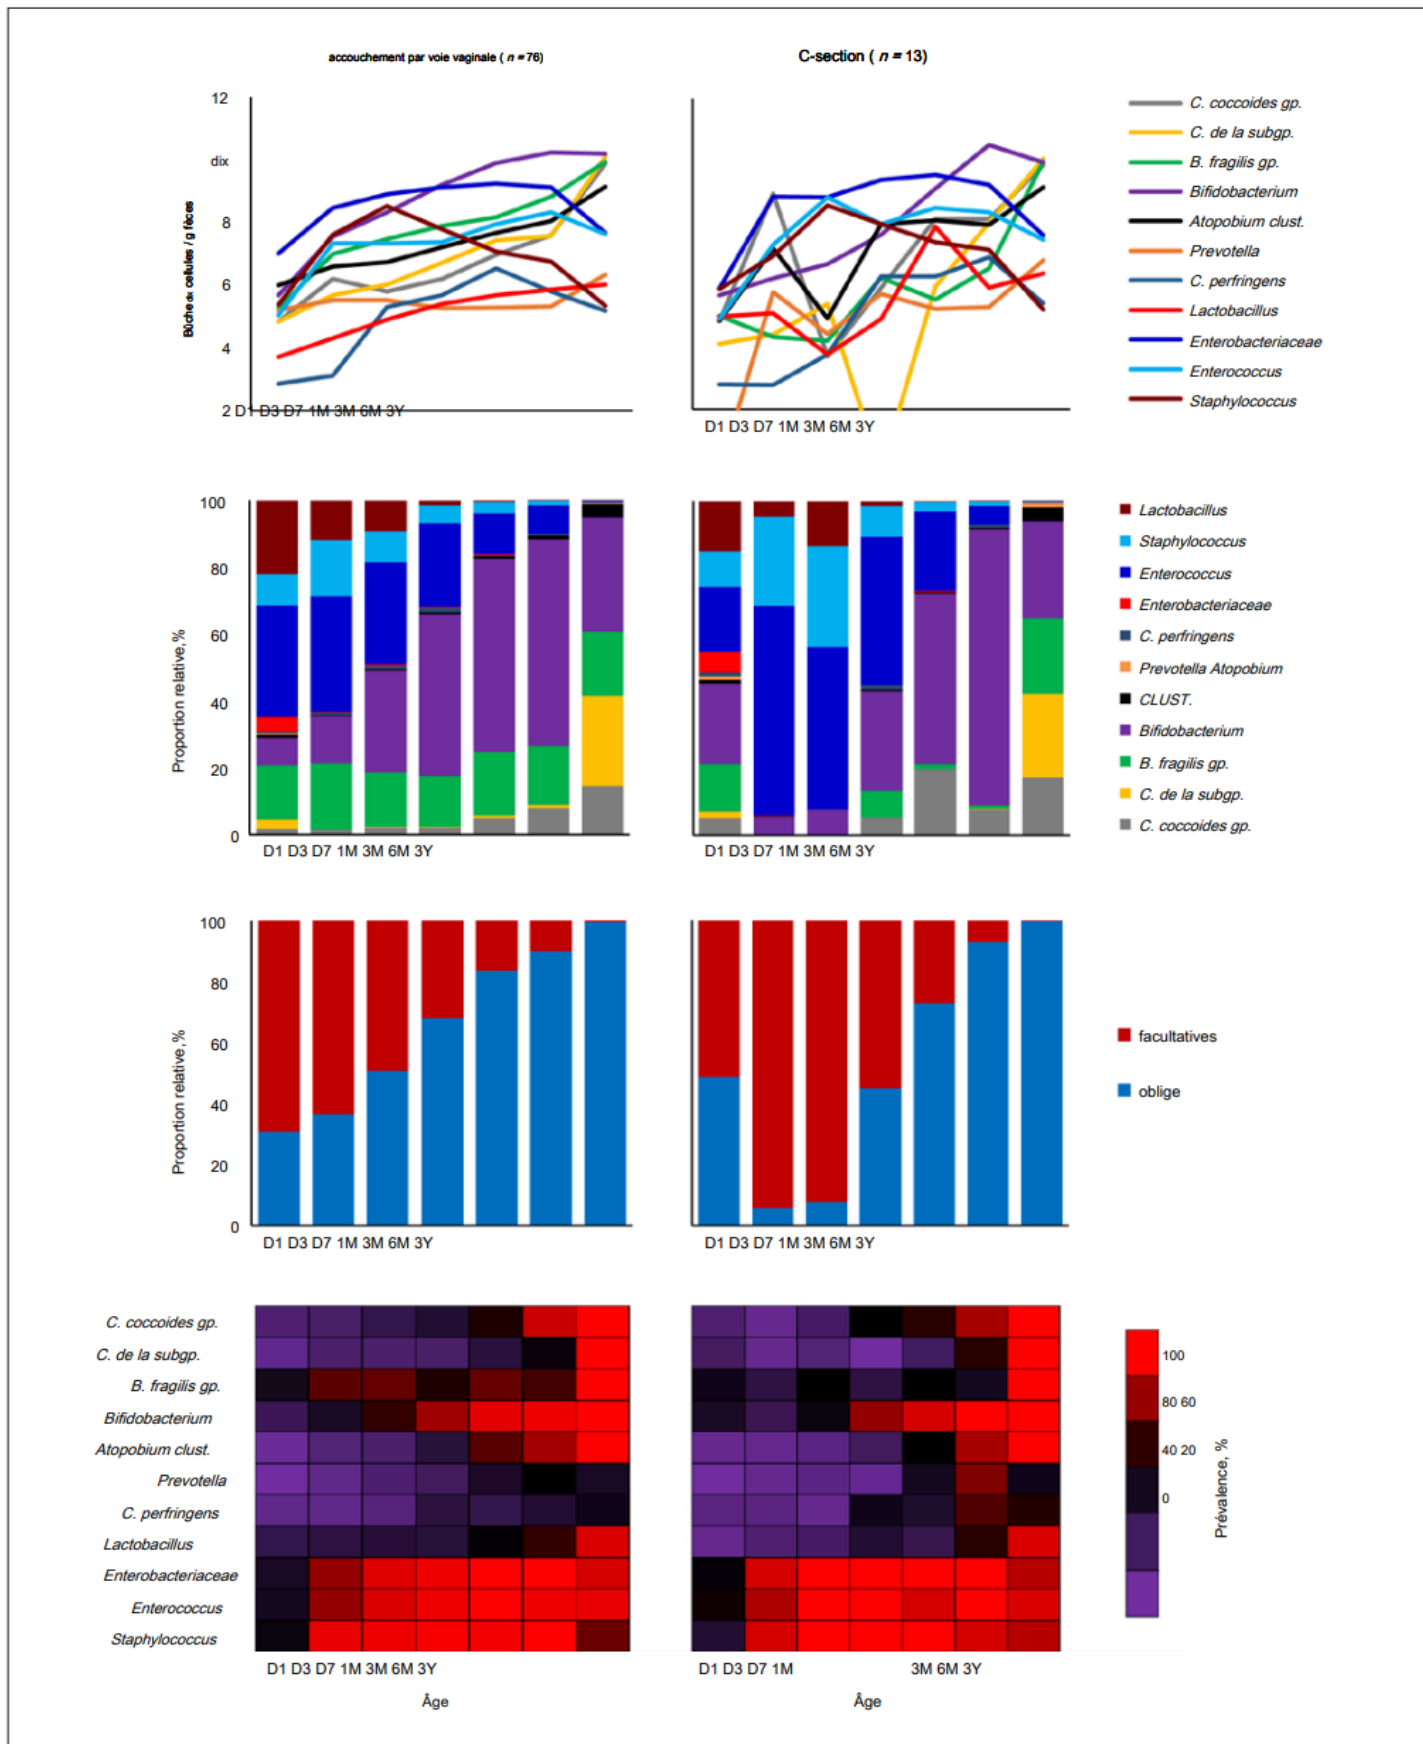 accouchement par voie vaginale ( n = 76)
C-section ( n = 13)
12
dix
8
6
4
2 D1 D3 D7 1M 3M 6M 3Y
cellules / g fèces
D1 D3 D7 1M 3M 6M 3Y
C. coccoides gp.
C. de la subgp.
B. fragilis gp.
Bifidobacterium
Atopobium clust.
Prevotella
C. perfringens
Lactobacillus
Enterobacteriaceae
Enterococcus
Staphylococcus
100
80
60
40
20
0
Proportion relative,%
D1 D3 D7 1M 3M 6M 3Y
D1 D3 D7 1M 3M 6M 3Y
Lactobacillus
Staphylococcus
Enterococcus
Enterobacteriaceae
C. perfringens
Prevotella Atopobium
CLUST.
Bifidobacterium
B. fragilis gp.
C. de la subgp.
C. coccoides gp.
100
80
60
40
20
0
Proportion relative,%
D1 D3 D7 1M 3M 6M 3Y
D1 D3 D7 1M 3M 6M 3Y
facultatives
oblige
C. coccoides gp.
C. de la subgp.
B. fragilis gp.
Bifidobacterium
Atopobium clust.
Prevotella
C. perfringens
Lactobacillus
Enterobacteriaceae
Enterococcus
Staphylococcus
D1 D3 D7 1M 3M 6M 3Y
Âge
D1 D3 D7 1M 3M 6M 3Y
Âge
100
80 60
40 20
0
Prévalence, %